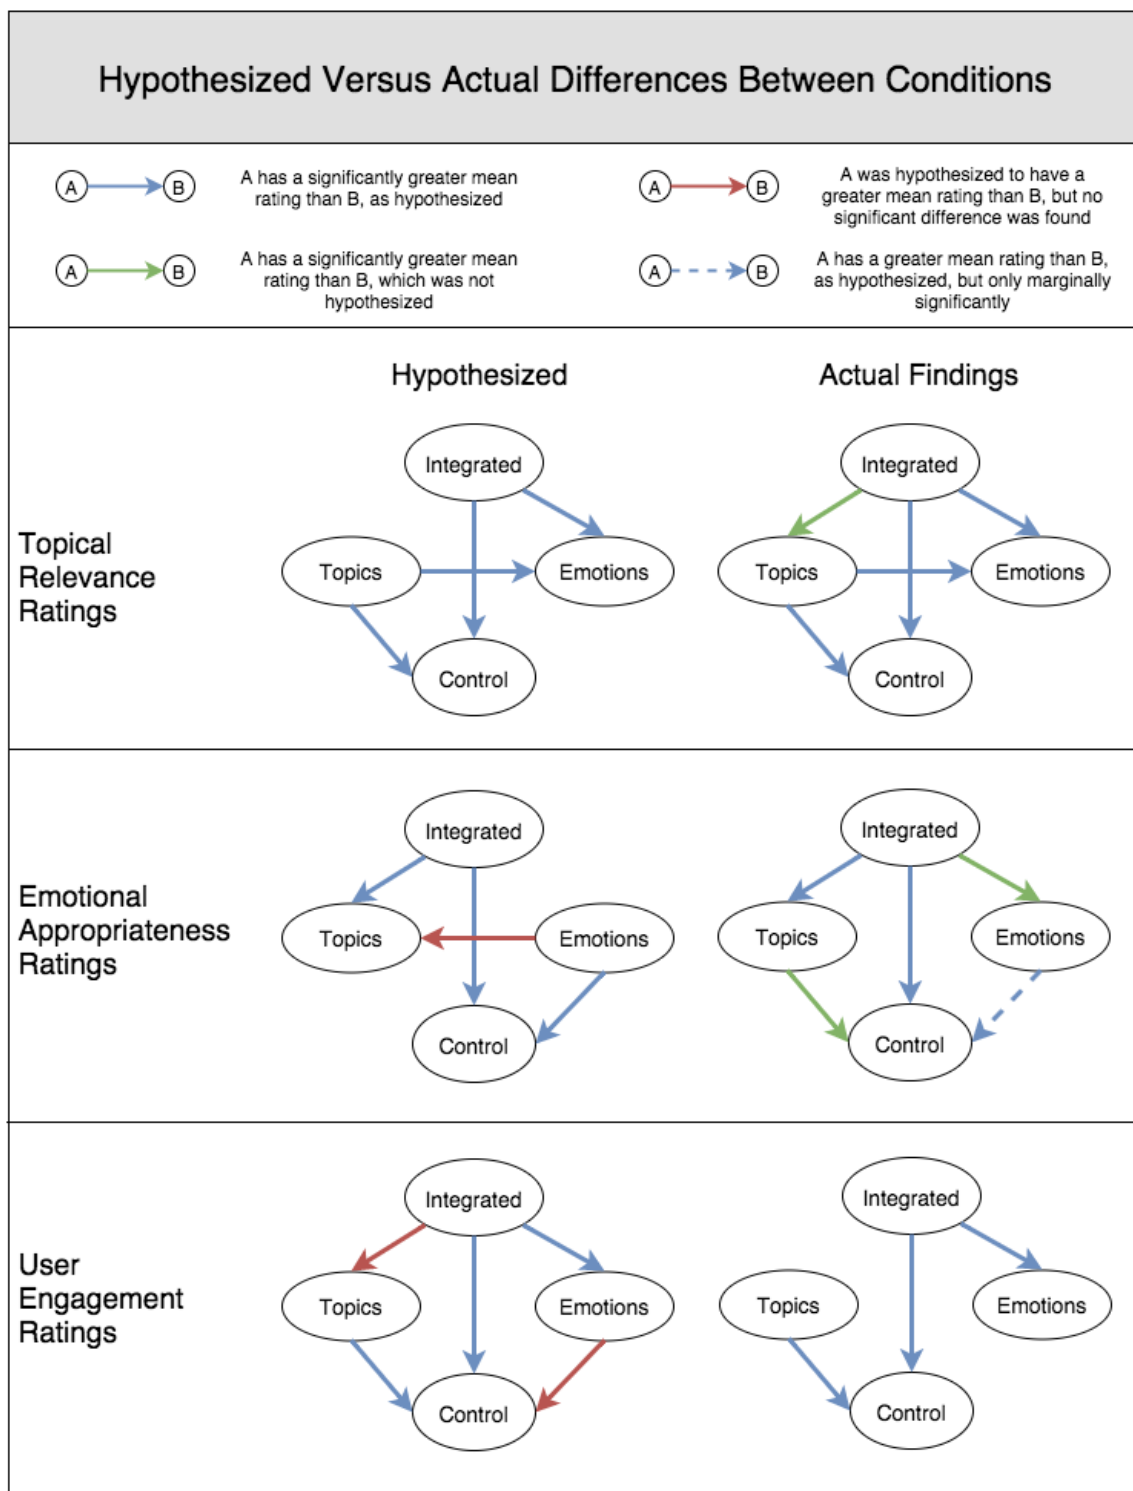 Hypothesized Versus Actual Differences Between Conditions
A B
A has a significantly greater mean
rating than B, as hypothesized
A B
A was hypothesized to have a
greater mean rating than B, but no
significant difference was found
A B
A has a significantly greater mean
rating than B, which was not
hypothesized
A B
A has a greater mean rating than B,
as hypothesized, but only marginally
significantly
Hypothesized
Actual Findings
Topical
Relevance
Ratings
Integrated
Topics
Emotions
Control
Integrated
Topics
Emotions
Control
Emotional
Appropriateness
Ratings
Integrated
Topics
Emotions
Control
Integrated
Topics
Emotions
Control
User
Engagement
Ratings
Integrated
Topics
Emotions
Control
Integrated
Topics
Emotions
Control